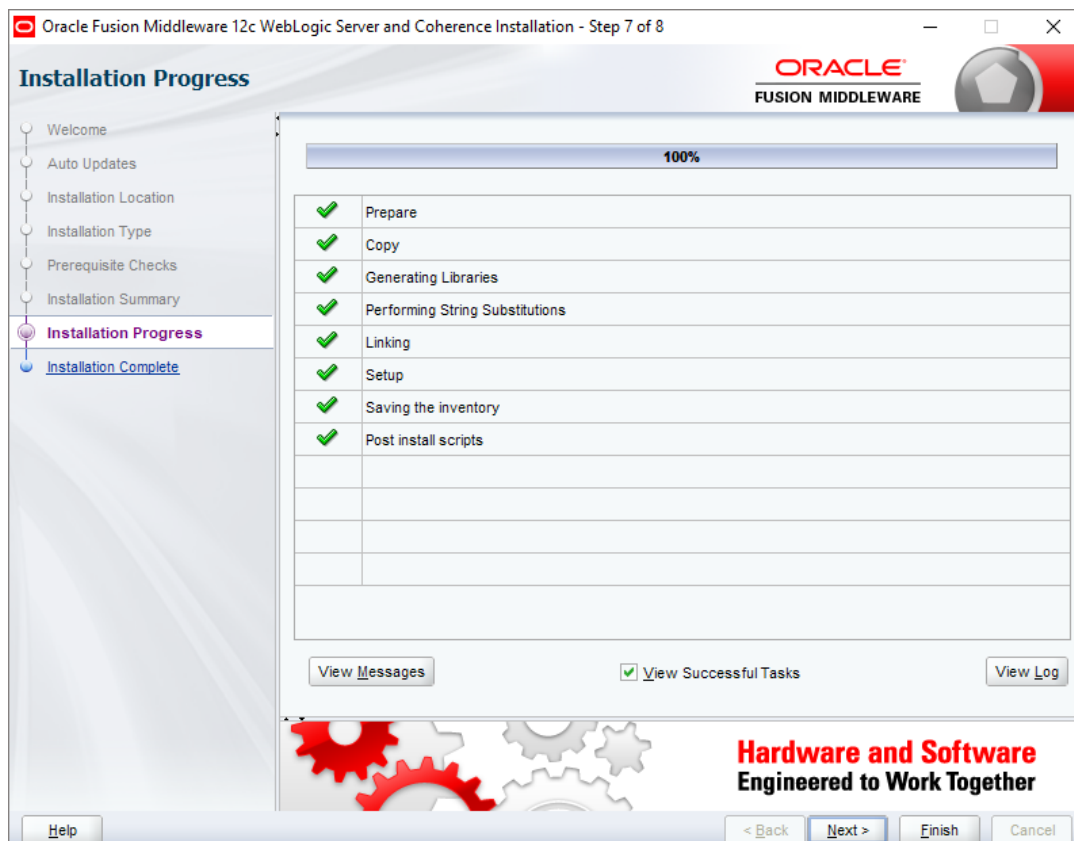 Oracle Fusion Middleware 12c WebLogic Server and Coherence Installation - Step 7 of 8
Installation Progress
ORACLE
FUSION MIDDLEWARE
Welcome
Auto Updates
Installation Location
Installation Type
Prerequisite Checks
Installation Summary
Installation Progress
Installation Complete
100%
Prepare
Copy
Generating Libraries
Performing String Substitutions
Linking
Setup
Saving the inventory
Post install scripts
View Messages
View Successful Tasks
View Log
Hardware and Software
Engineered to Work Together
Help
< Back
Next >
Finish
Cancel